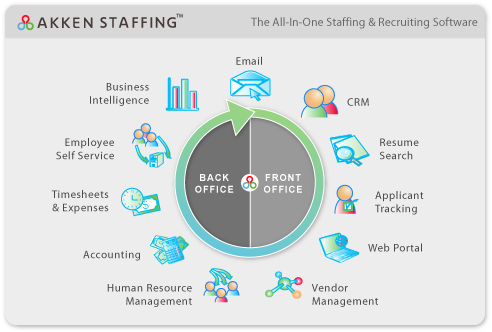 AKKEN STAFFING™
The All-In-One Staffing & Recruiting Software
Email
CRM
Resume
Search
Applicant
Tracking
Web Portal
Vendor
Management
Human Resource
Management
Accounting
Timesheets
& Expenses
Employee
Self Service
Business
Intelligence
BACK
OFFICE
FRONT
OFFICE